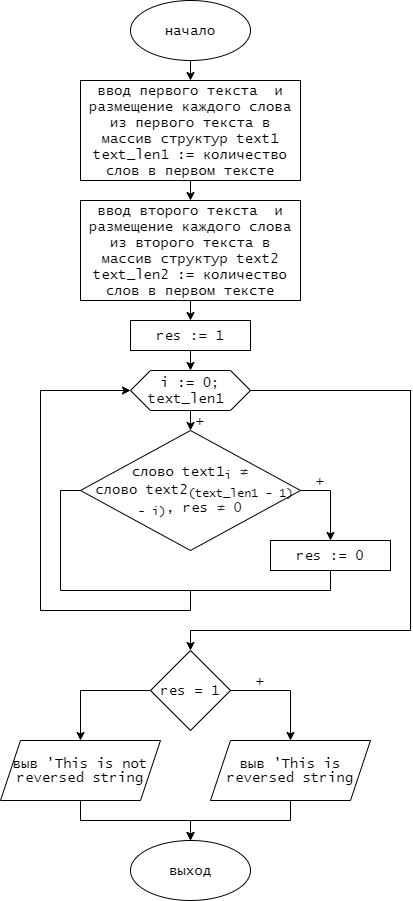 начало
ввод первого текста и
размещение каждого слова
из первого текста в
массив структур text1
text_len1 := количество
слов в первом тексте
ввод второго текста и
размещение каждого слова
из второго текста в
массив структур text2
text_len2 := количество
слов в первом тексте
res := 1
i := 0;
text_len1
+
слово text1i ≠
слово text2(text_len1 - 1)
- i), res ≠ 0
+
res := 0
res = 1
+
выв 'This is not
reversed string
выв 'This is
reversed string
выход